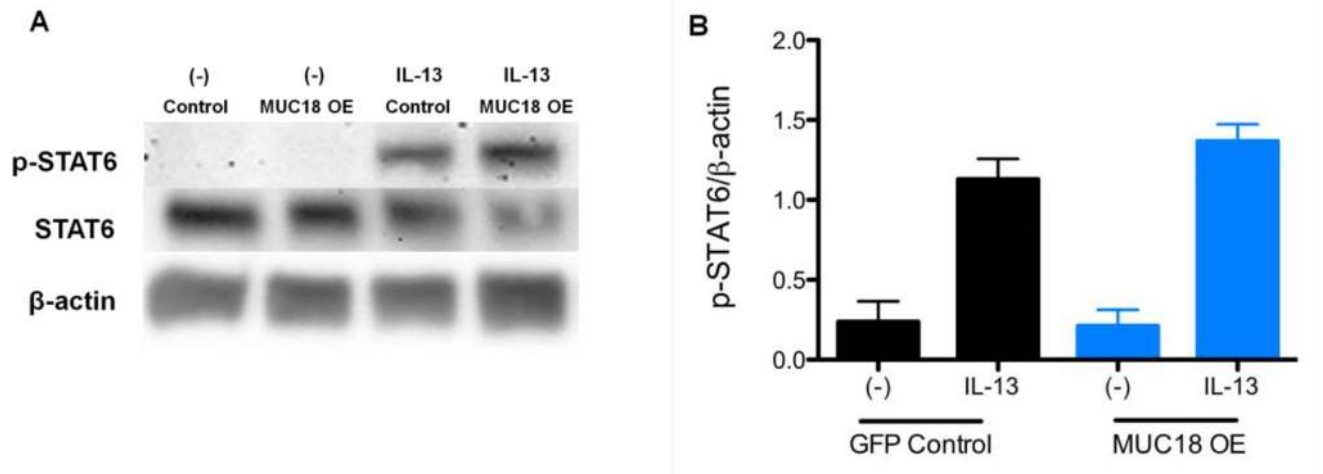 A
(-) (-) IL-13 IL-13
Control MUC18 OE Control MUC18 OE
p-STAT6
STAT6
β-actin
B
p-STAT6/β-actin
2.0
1.5
1.0
0.5
0.0
(-) IL-13 (-) IL-13
GFP Control MUC18 OE